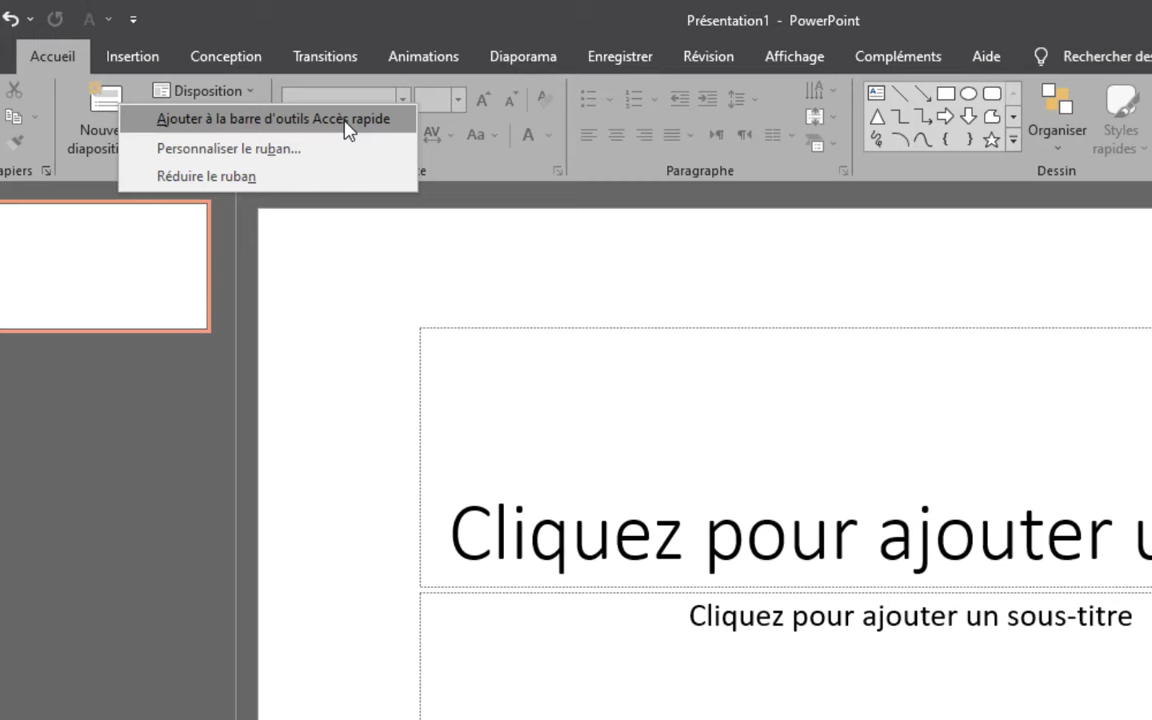 Présentation1 - PowerPoint
Accueil Insertion Conception Transitions Animations Diaporama Enregistrer Révision Affichage Compléments Aide Rechercher des
Disposition
Ajouter à la barre d'outils Accès rapide
Nouve
diapositi
Personnaliser le ruban...
Réduire le ruban
AV Aa A
Organiser
Styles
rapides
apiers
Paragraphe
Dessin
Cliquez pour ajouter u
Cliquez pour ajouter un sous-titre